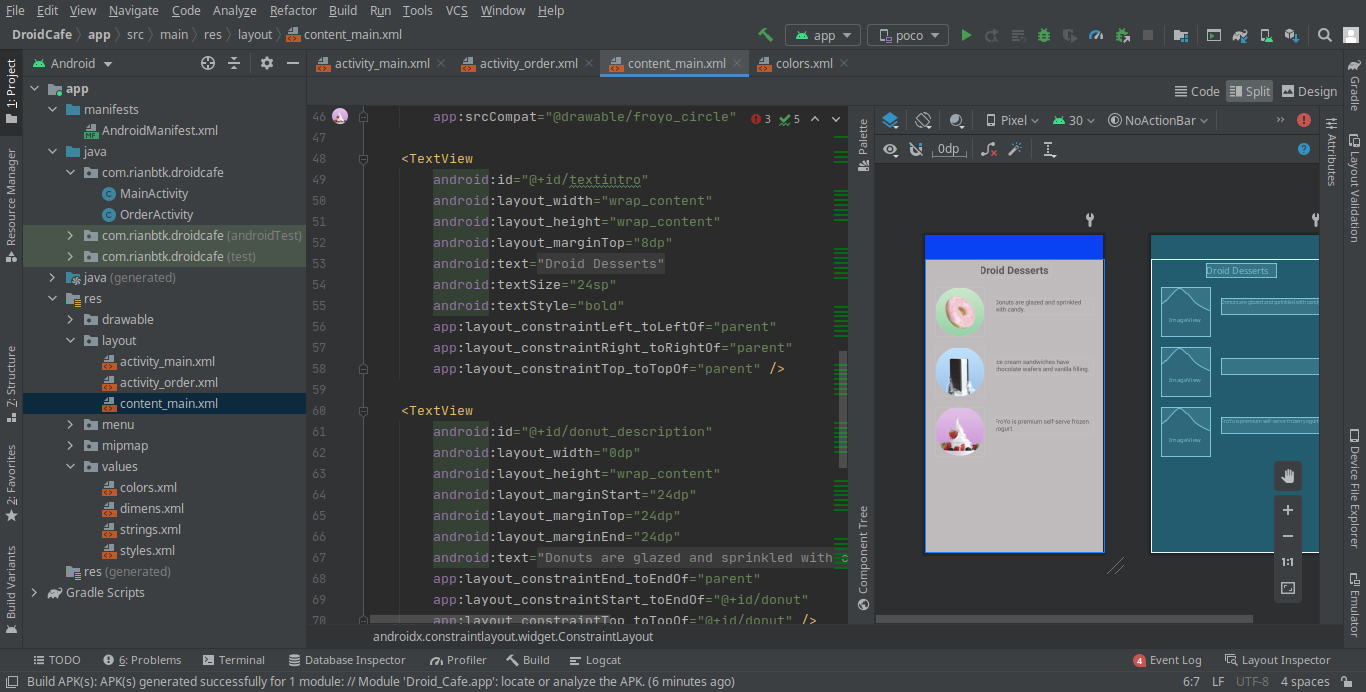 File Edit View Navigate Code Analyze Refactor Build Run Tools VCS Window Help
DroidCafe app src main res layout content_main.xml
app poco
1: Project
Resource Manager
7: Structure
2: Favorites
Build Variants
Android
app
manifests
AndroidManifest.xml
java
com.rianbtk.droidcafe
MainActivity
OrderActivity
com.rianbtk.droidcafe (androidTest)
com.rianbtk.droidcafe (test)
java (generated)
res
drawable
layout
activity_main.xml
activity_order.xml
content_main.xml
menu
mipmap
values
colors.xml
dimens.xml
strings.xml
styles.xml
res (generated)
Gradle Scripts
activity_main.xml activity_order.xml content_main.xml colors.xml
Code Split Design
3 5
46 app:srcCompat="@drawable/froyo_circle"
47
48 <TextView
49 android:id="@+id/textintro"
50 android:layout_width="wrap_content"
51 android:layout_height="wrap_content"
52 android:layout_marginTop="8dp"
53 android:text="Droid Desserts"
54 android:textSize="24sp"
55 android:textStyle="bold"
56 app:layout_constraintLeft_toLeftOf="parent"
57 app:layout_constraintRight_toRightOf="parent"
58 app:layout_constraintTop_toTopOf="parent" />
59
60 <TextView
61 android:id="@+id/donut_description"
62 android:layout_width="0dp"
63 android:layout_height="wrap_content"
64 android:layout_marginStart="24dp"
65 android:layout_marginTop="24dp"
66 android:layout_marginEnd="24dp"
67 android:text="Donuts are glazed and sprinkled with c
68 app:layout_constraintEnd_toEndOf="parent"
69 app:layout_constraintStart_toEndOf="@+id/donut"
70 app:layout_constraintTop_toTopOf="@+id/donut" />
androidx.constraintlayout.widget.ConstraintLayout
Palette
Component Tree
Pixel 30 NoActionBar
0dp
Droid Desserts
Donuts are glazed and sprinkled
with candy.
Ice cream sandwiches have
chocolate wafers and vanilla filling.
FroYo is premium self-serve frozen
yogurt.
Droid Desserts
Donuts are glazed and sprinkled with candy
ImageView
ImageView
FroYo is premium self-serve frozen yogurt
ImageView
1:1
Attributes
Gradle
Layout Validation
Device File Explorer
Emulator
TODO 6: Problems Terminal Database Inspector Profiler Build Logcat
4 Event Log Layout Inspector
Build APK(s): APK(s) generated successfully for 1 module: // Module 'Droid_Cafe.app': locate or analyze the APK. (6 minutes ago)
6:7 LF UTF-8 4 spaces